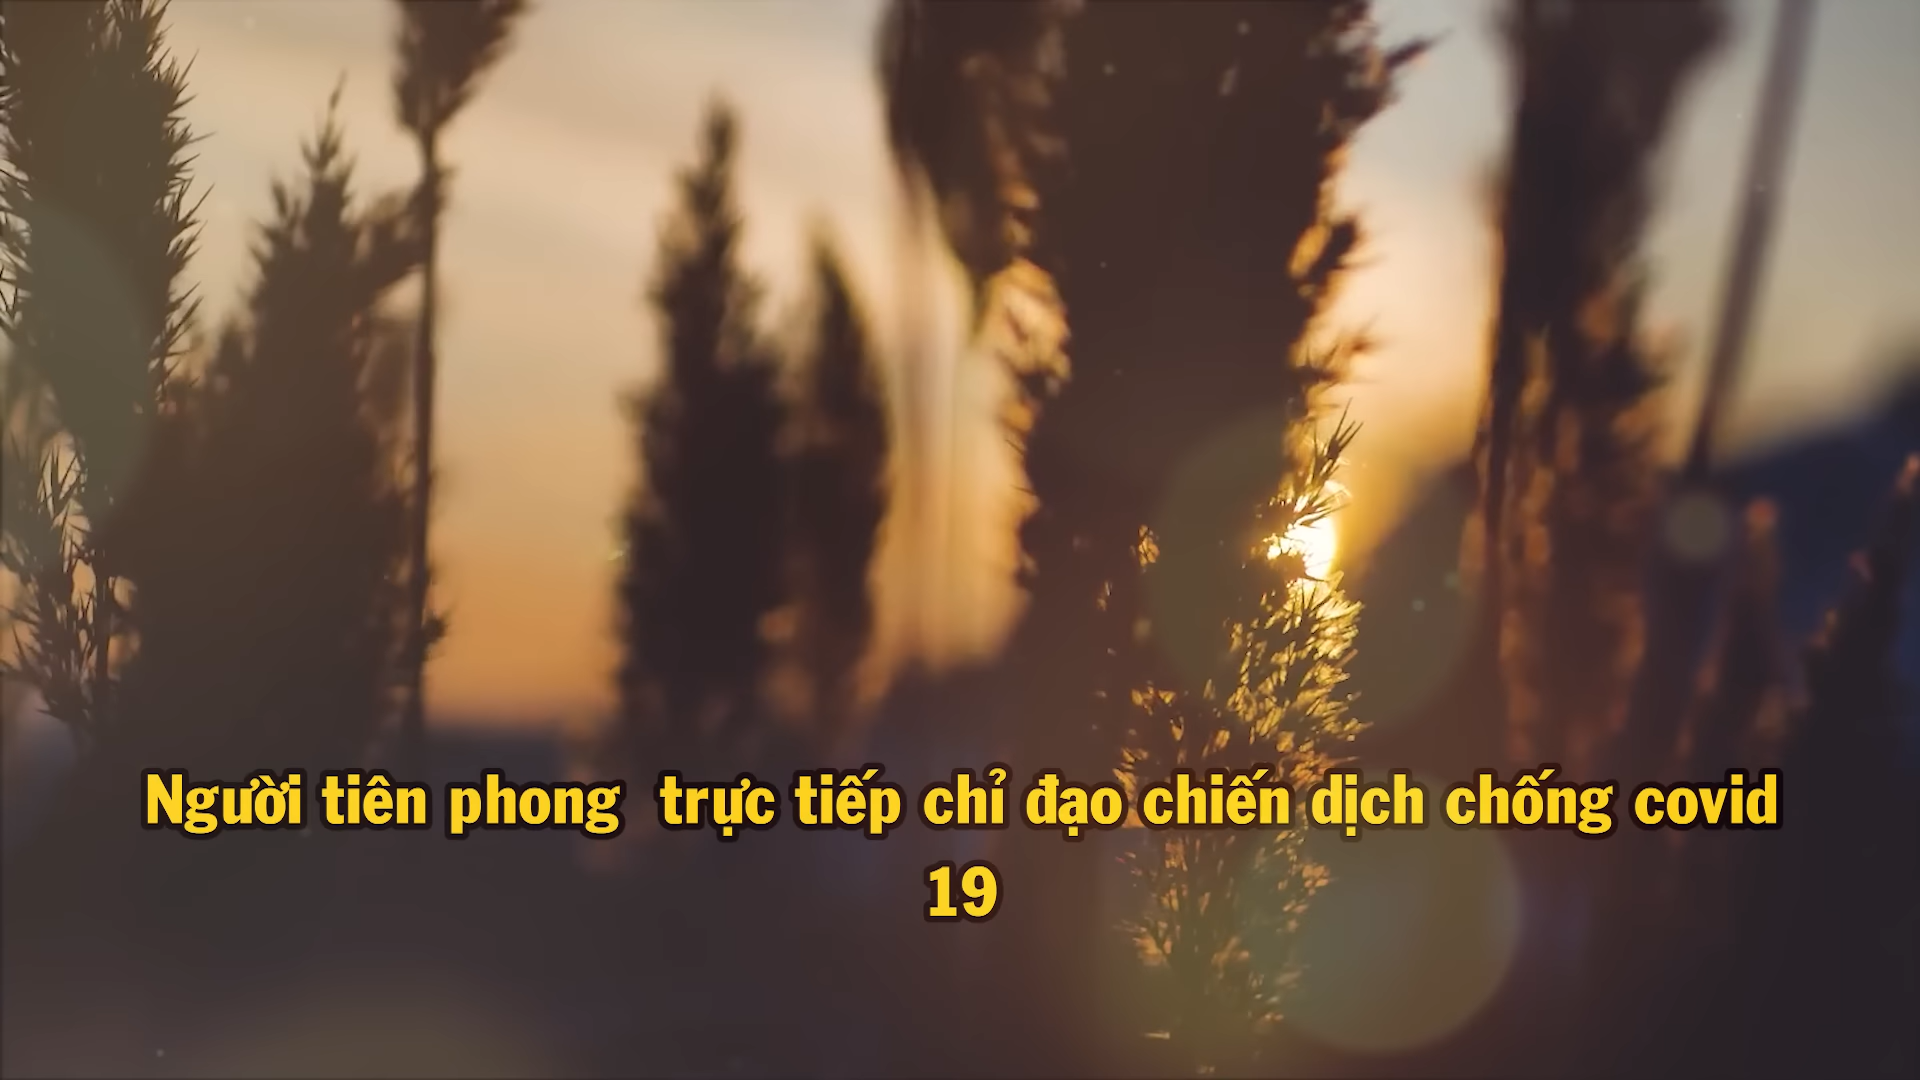 Người tiên phong  trực tiếp chỉ đạo chiến dịch chống covid
19